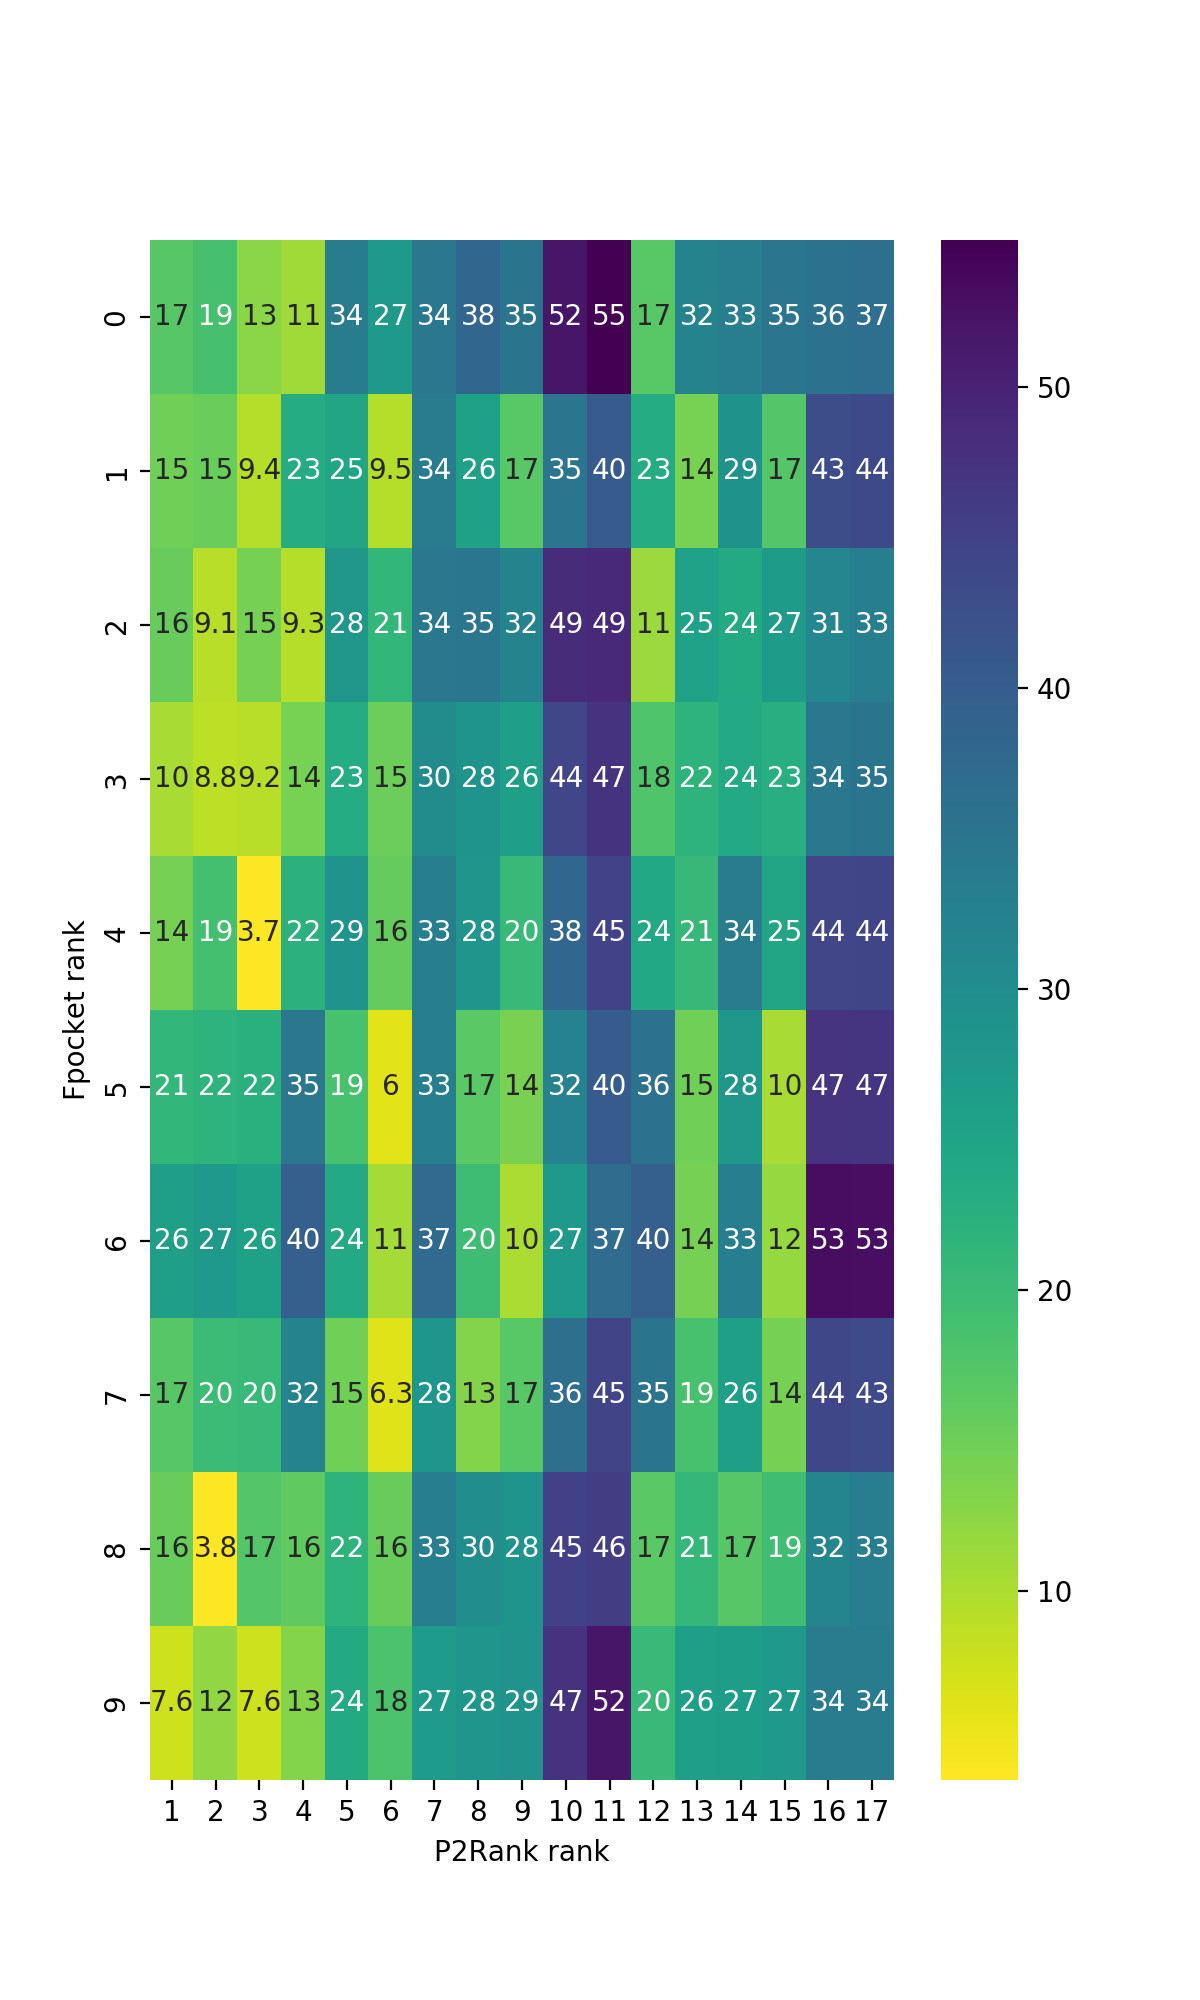 0 17 19 13 11 34 27 34 38 35 52 55 17 32 33 35 36 37
1 15 15 9.4 23 25 9.5 34 26 17 35 40 23 14 29 17 43 44
2 16 9.1 15 9.3 28 21 34 35 32 49 49 11 25 24 27 31 33
3 10 8.8 9.2 14 23 15 30 28 26 44 47 18 22 24 23 34 35
4 14 19 3.7 22 29 16 33 28 20 38 45 24 21 34 25 44 44
5 21 22 22 35 19 6 33 17 14 32 40 36 15 28 10 47 47
6 26 27 26 40 24 11 37 20 10 27 37 40 14 33 12 53 53
7 17 20 20 32 15 6.3 28 13 17 36 45 35 19 26 14 44 43
8 16 3.8 17 16 22 16 33 30 28 45 46 17 21 17 19 32 33
9 7.6 12 7.6 13 24 18 27 28 29 47 52 20 26 27 27 34 34
1 2 3 4 5 6 7 8 9 10 11 12 13 14 15 16 17
P2Rank rank
Fpocket rank
50
40
30
20
10